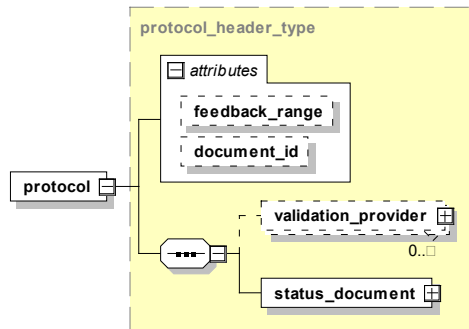 protocol_header_type
attributes
feedback_range
document_id
protocol
validation_provider
0..□
status_document